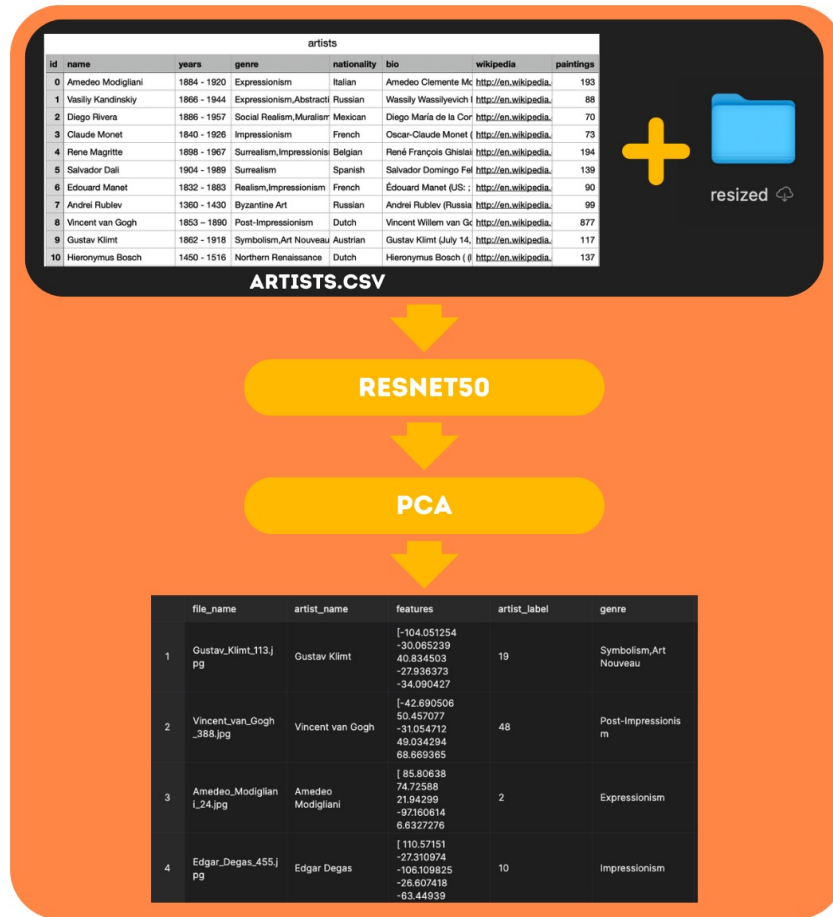 artists
id name years genre nationality bio wikipedia paintings
0 Amedeo Modigliani 1884 - 1920 Expressionism Italian Amedeo Clemente Mo http://en.wikipedia. 193
1 Vasiliy Kandinskiy 1866 - 1944 Expressionism,Abstracti Russian Wassily Wassilyevich http://en.wikipedia. 88
2 Diego Rivera 1886 - 1957 Social Realism,Muralism Mexican Diego María de la Con http://en.wikipedia. 70
3 Claude Monet 1840 - 1926 Impressionism French Oscar-Claude Monet ( http://en.wikipedia. 73
4 Rene Magritte 1898 - 1967 Surrealism,Impressionis Belgian René François Ghislai http://en.wikipedia. 194
5 Salvador Dali 1904 - 1989 Surrealism Spanish Salvador Domingo Fel http://en.wikipedia. 139
6 Edouard Manet 1832 - 1883 Realism,Impressionism French Édouard Manet (US: ; http://en.wikipedia. 90
7 Andrei Rublev 1360 - 1430 Byzantine Art Russian Andrei Rublev (Russia http://en.wikipedia. 99
8 Vincent van Gogh 1853 – 1890 Post-Impressionism Dutch Vincent Willem van Go http://en.wikipedia. 877
9 Gustav Klimt 1862 - 1918 Symbolism,Art Nouveau Austrian Gustav Klimt (July 14, http://en.wikipedia. 117
10 Hieronymus Bosch 1450 - 1516 Northern Renaissance Dutch Hieronymus Bosch ( http://en.wikipedia. 137
resized
ARTISTS.CSV
RESNET50
PCA
file_name artist_name features artist_label genre
1 Gustav_Klimt_113.j
pg
Gustav Klimt
[-104.051254
-30.065239
40.834503
-27.936373
-34.090427
19
Symbolism,Art
Nouveau
2 Vincent_van_Gogh
_388.jpg
Vincent van Gogh
[-42.690506
50.457077
-31.054712
49.034294
68.669365
48
Post-Impressionis
m
3 Amedeo_Modiglian
i_24.jpg
Amedeo
Modigliani
[ 85.80638
74.72588
21.94299
-97.160614
6.6327276
2
Expressionism
4 Edgar_Degas_455.j
pg
Edgar Degas
[ 110.57151
-27.310974
-106.109825
-26.607418
-63.44939
10
Impressionism